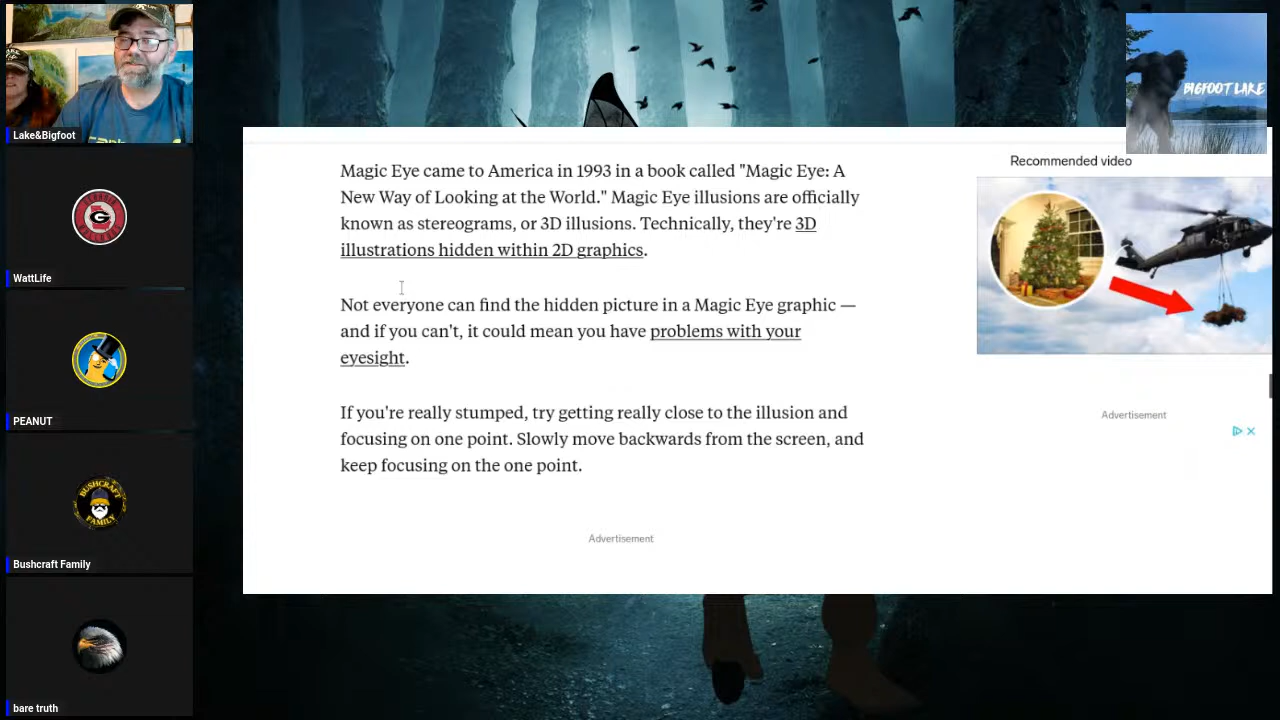 Lake&Bigfoot
WattLife
PEANUT
BUSHCRAFT
FAMILY
Bushcraft Family
bare truth
Magic Eye came to America in 1993 in a book called "Magic Eye: A
New Way of Looking at the World." Magic Eye illusions are officially
known as stereograms, or 3D illusions. Technically, they're 3D
illustrations hidden within 2D graphics.
Not everyone can find the hidden picture in a Magic Eye graphic —
and if you can't, it could mean you have problems with your
eyesight.
If you're really stumped, try getting really close to the illusion and
focusing on one point. Slowly move backwards from the screen, and
keep focusing on the one point.
Advertisement
BIGFOOT LAKE
Recommended video
Advertisement